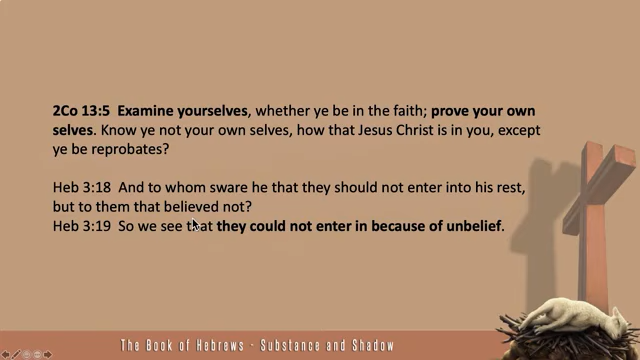 2Co 13:5  Examine yourselves, whether ye be in the faith; prove your own
selves. Know ye not your own selves, how that Jesus Christ is in you, except
ye be reprobates?
Heb 3:18  And to whom sware he that they should not enter into his rest,
but to them that believed not?
Heb 3:19  So we see that they could not enter in because of unbelief.
The Book of Hebrews - Substance and Shadow